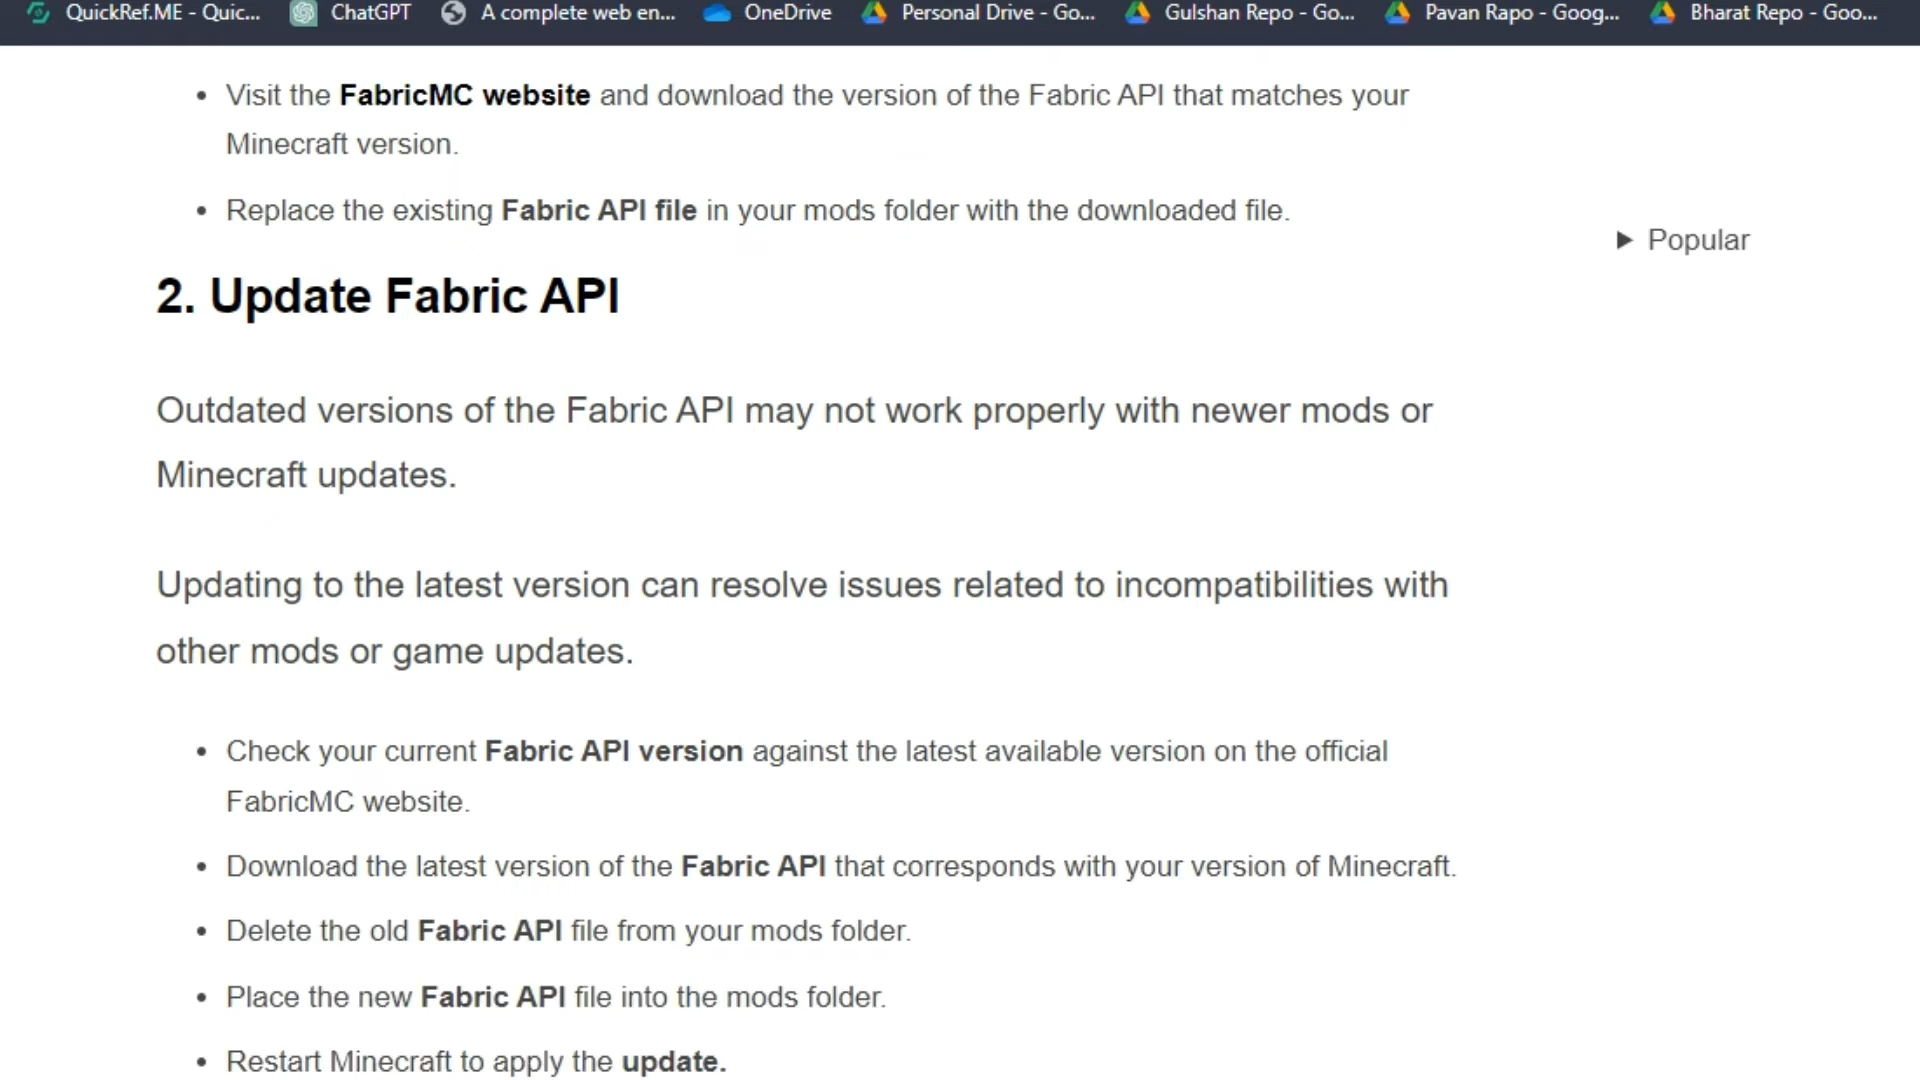 QuickRef.ME - Quic... ChatGPT A complete web en... OneDrive Personal Drive - Go... Gulshan Repo - Go... Pavan Rapo - Goog... Bharat Repo - Goo...
• Visit the FabricMC website and download the version of the Fabric API that matches your
Minecraft version.
• Replace the existing Fabric API file in your mods folder with the downloaded file.
▶ Popular
2. Update Fabric API
Outdated versions of the Fabric API may not work properly with newer mods or
Minecraft updates.
Updating to the latest version can resolve issues related to incompatibilities with
other mods or game updates.
• Check your current Fabric API version against the latest available version on the official
FabricMC website.
• Download the latest version of the Fabric API that corresponds with your version of Minecraft.
• Delete the old Fabric API file from your mods folder.
• Place the new Fabric API file into the mods folder.
• Restart Minecraft to apply the update.